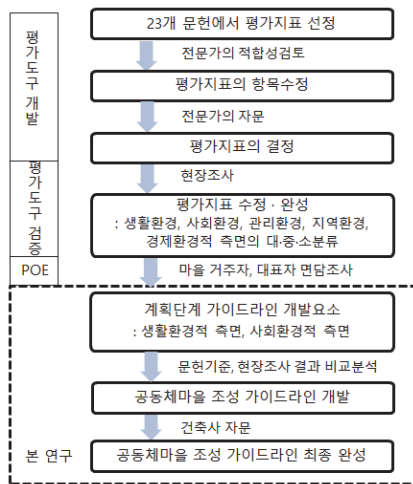 평가도구 개발
23개 문헌에서 평가지표 선정
전문가의 적합성검토
평가지표의 항목수정
전문가의 자문
평가지표의 결정
현장조사
평가도구 검증
평가지표 수정 · 완성
: 생활환경, 사회환경, 관리환경, 지역환경,
경제환경적 측면의 대·중·소분류
POE
마을 거주자, 대표자 면담조사
계획단계 가이드라인 개발요소
: 생활환경적 측면, 사회환경적 측면
문헌기준, 현장조사 결과 비교분석
공동체마을 조성 가이드라인 개발
건축사 자문
본 연구
공동체마을 조성 가이드라인 최종 완성